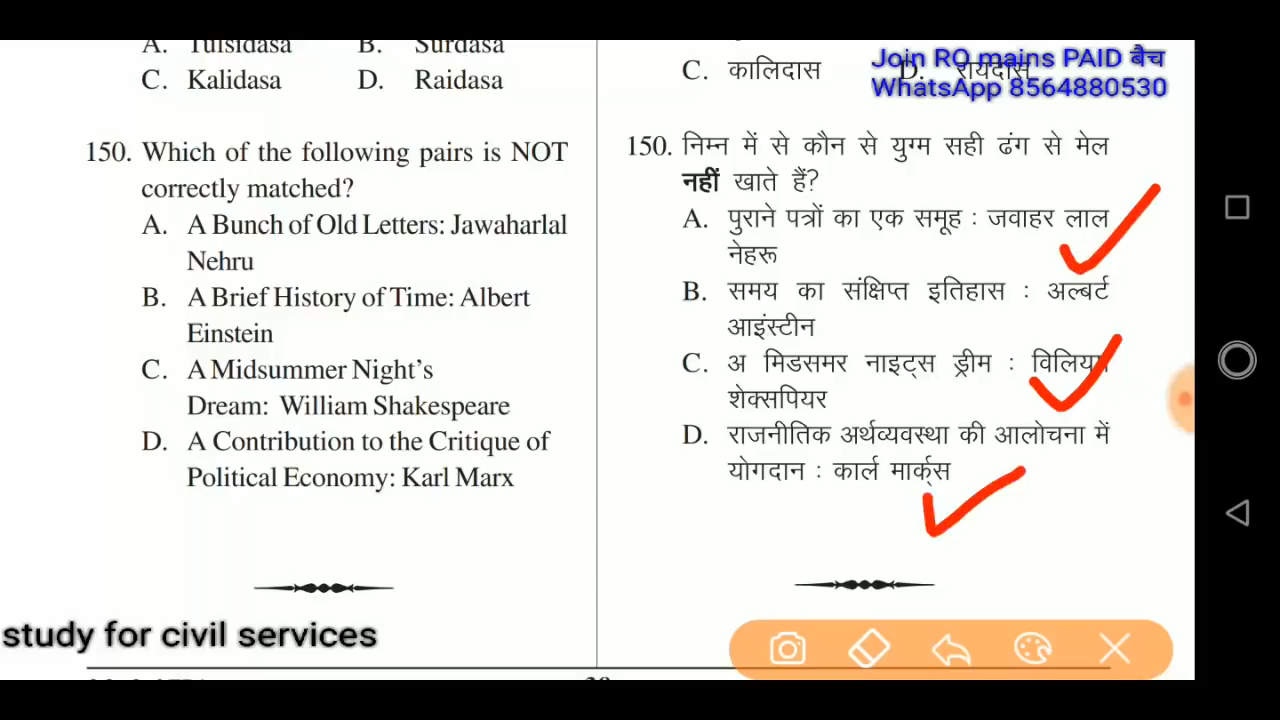 A. Tulsidasa B. Surdasa
C. Kalidasa D. Raidasa
150. Which of the following pairs is NOT
correctly matched?
A. A Bunch of Old Letters: Jawaharlal
Nehru
B. A Brief History of Time: Albert
Einstein
C. A Midsummer Night's
Dream: William Shakespeare
D. A Contribution to the Critique of
Political Economy: Karl Marx
Join RO mains PAID बैच
WhatsApp 8564880530
C. कालिदास D. रायदास
150. निम्न में से कौन से युग्म सही ढंग से मेल
नहीं खाते हैं?
A. पुराने पत्रों का एक समूह : जवाहर लाल
नेहरू
B. समय का संक्षिप्त इतिहास : अल्बर्ट
आइंस्टीन
C. अ मिडसमर नाइट्स ड्रीम : विलियम
शेक्सपियर
D. राजनीतिक अर्थव्यवस्था की आलोचना में
योगदान : कार्ल मार्क्स
study for civil services